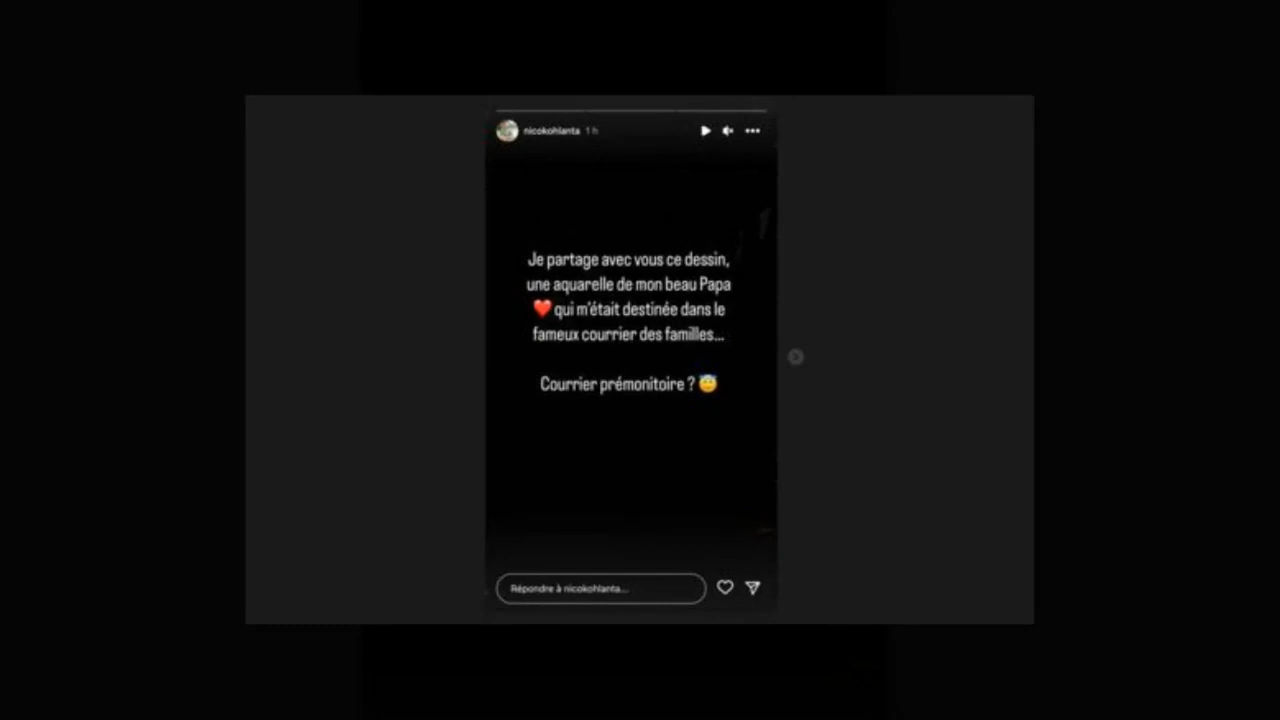 nicokohlanta 1 h
Je partage avec vous ce dessin,
une aquarelle de mon beau Papa
❤️ qui m'était destinée dans le
fameux courrier des familles...
Courrier prémonitoire ? 😇
Répondre à nicokohlanta...